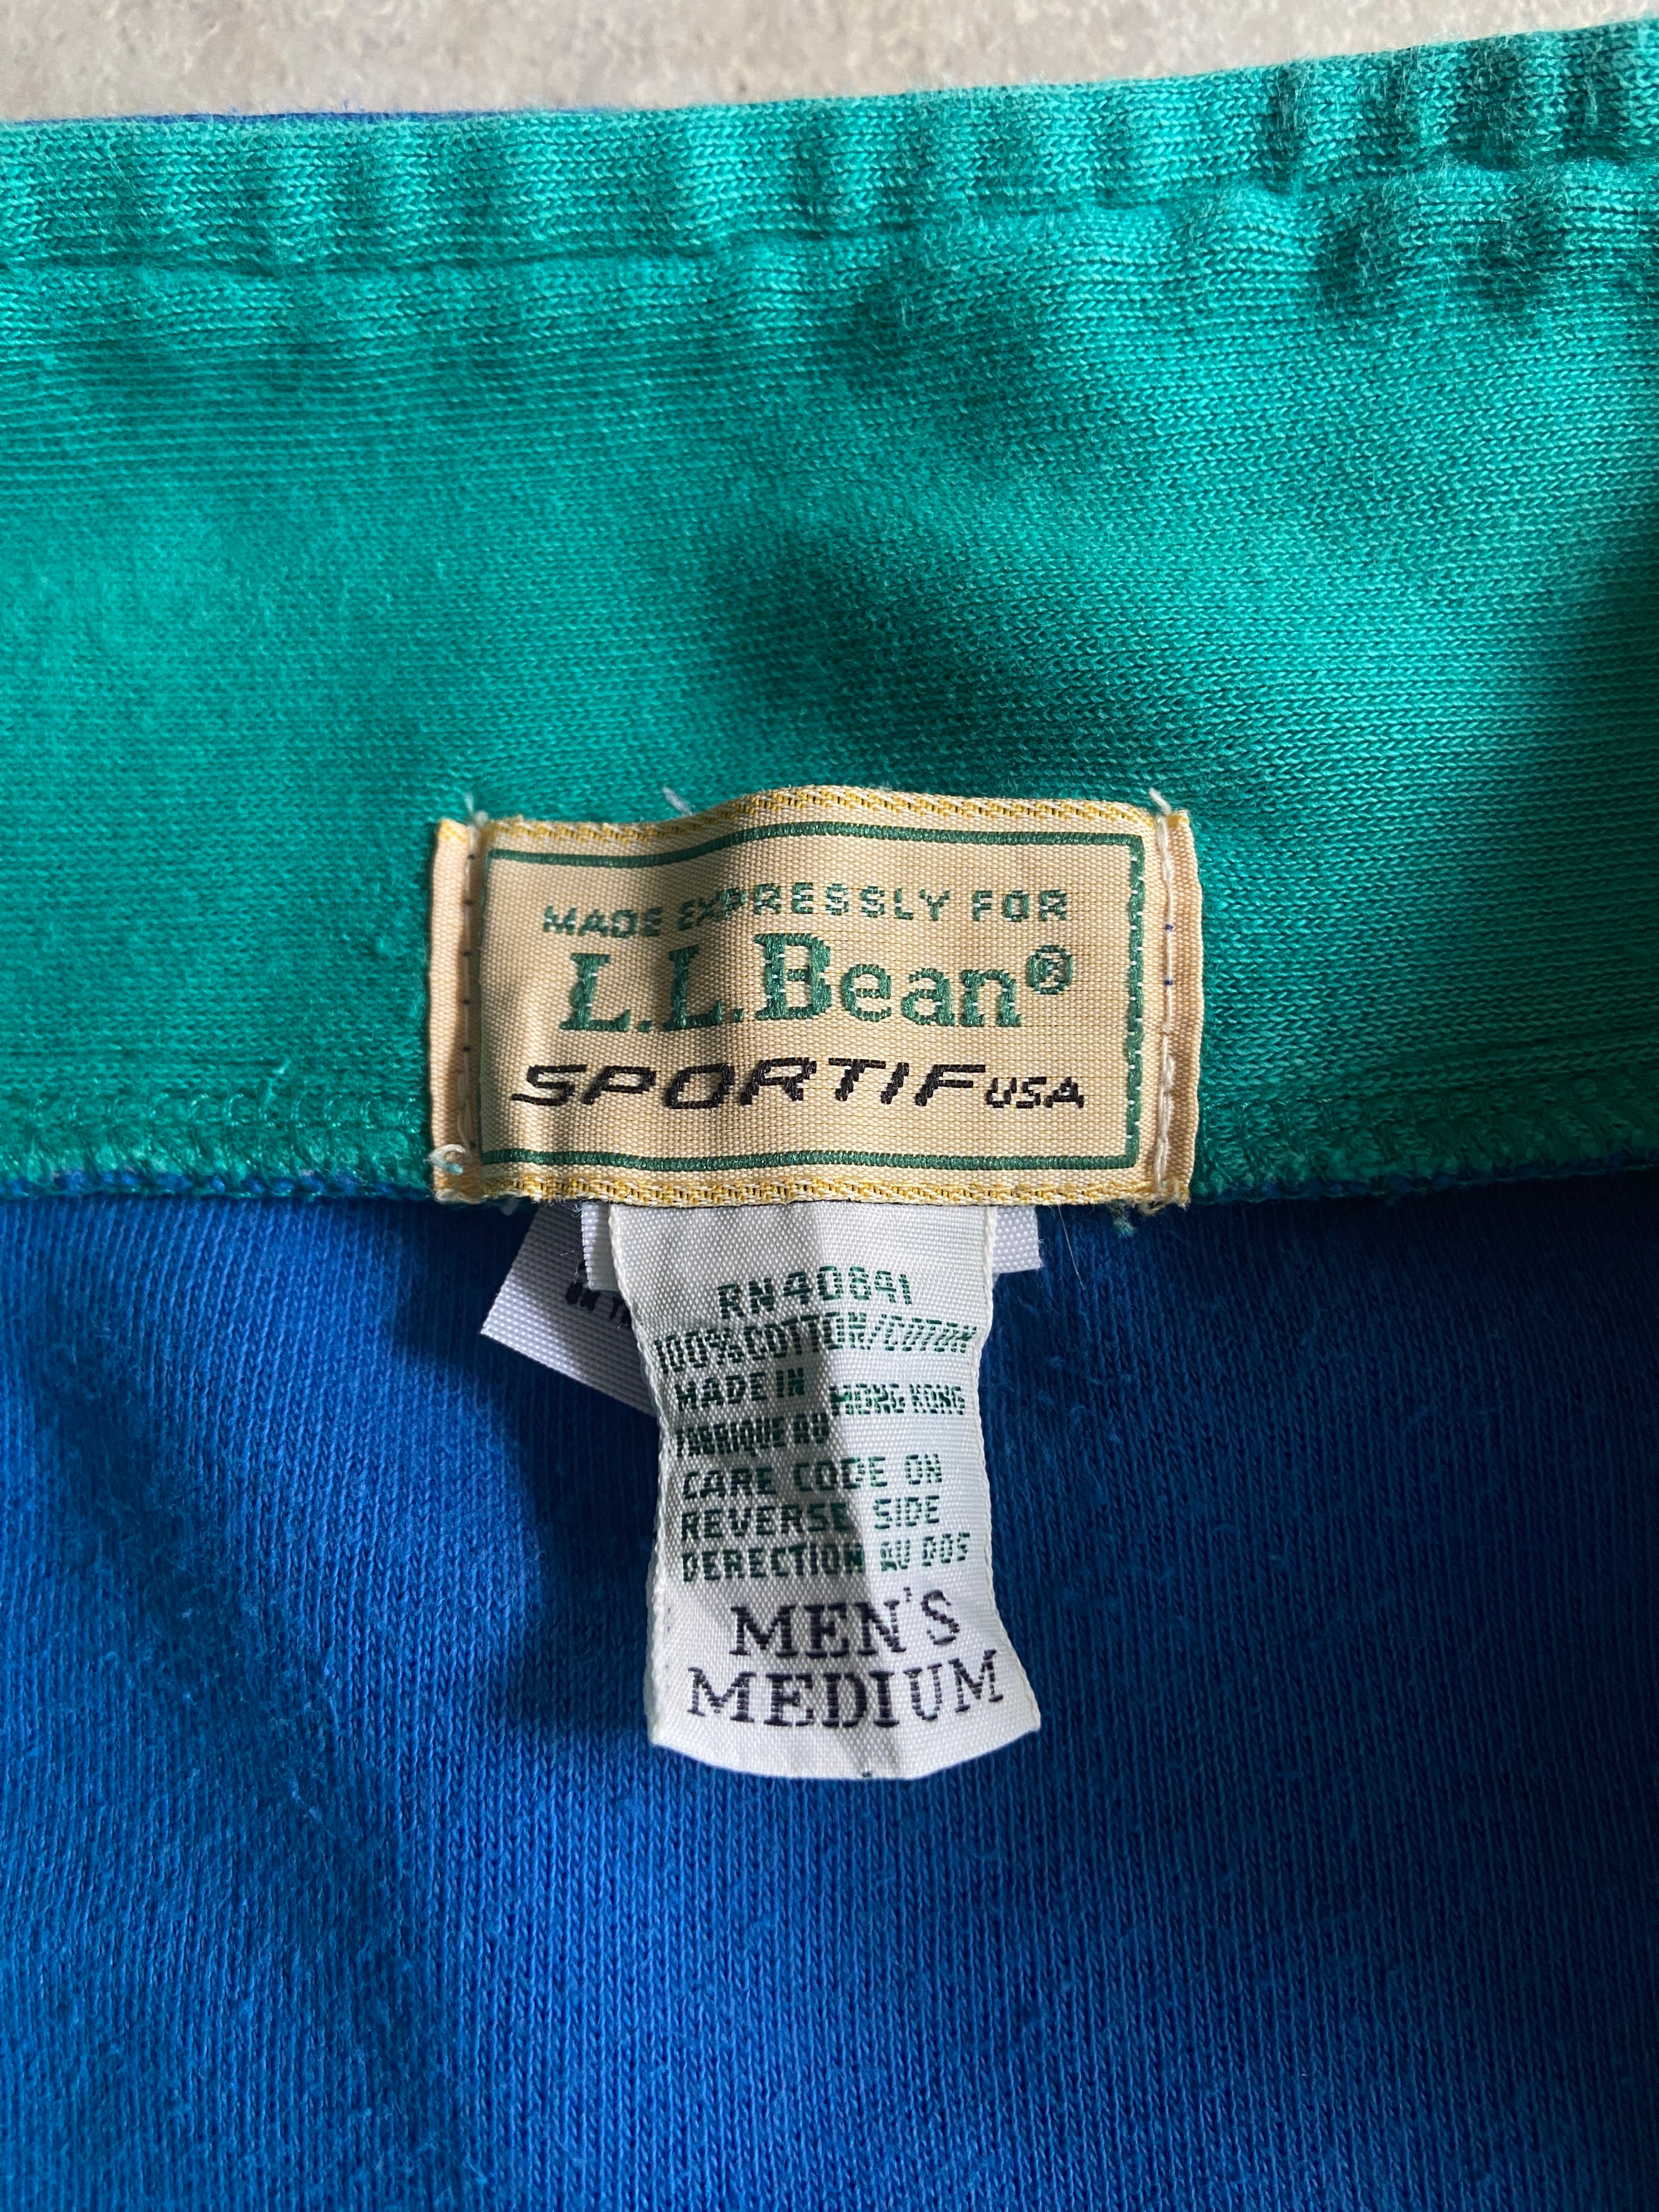 MADE EXPRESSLY FOR
L.L.Bean®
SPORTIF USA
RN40641
100%COTTON/COTON
MADE IN HONG KONG
FABRIQUE AU
CARE CODE ON
REVERSE SIDE
DERECTION AU DOS
MEN'S
MEDIUM